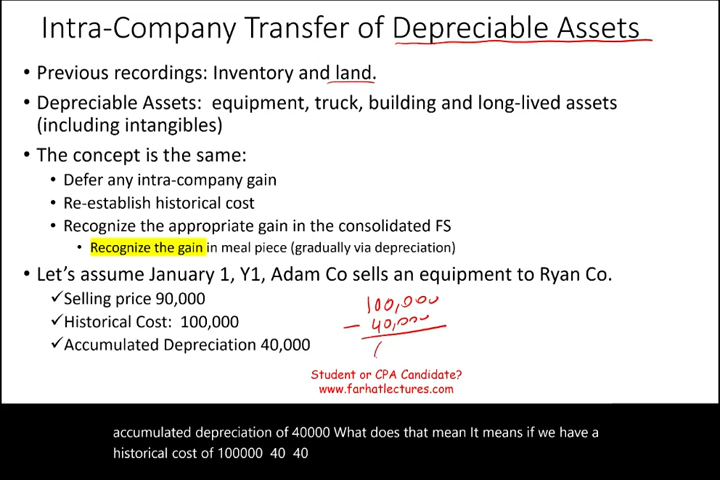 Intra-Company Transfer of Depreciable Assets
• Previous recordings: Inventory and land.
• Depreciable Assets: equipment, truck, building and long-lived assets
(including intangibles)
• The concept is the same:
• Defer any intra-company gain
• Re-establish historical cost
• Recognize the appropriate gain in the consolidated FS
• Recognize the gain in meal piece (gradually via depreciation)
• Let's assume January 1, Y1, Adam Co sells an equipment to Ryan Co.
✓Selling price 90,000
✓Historical Cost: 100,000
✓Accumulated Depreciation 40,000
100,000
- 40,000
Student or CPA Candidate?
www.farhatlectures.com
accumulated depreciation of 40000 What does that mean It means if we have a
historical cost of 100000 40 40